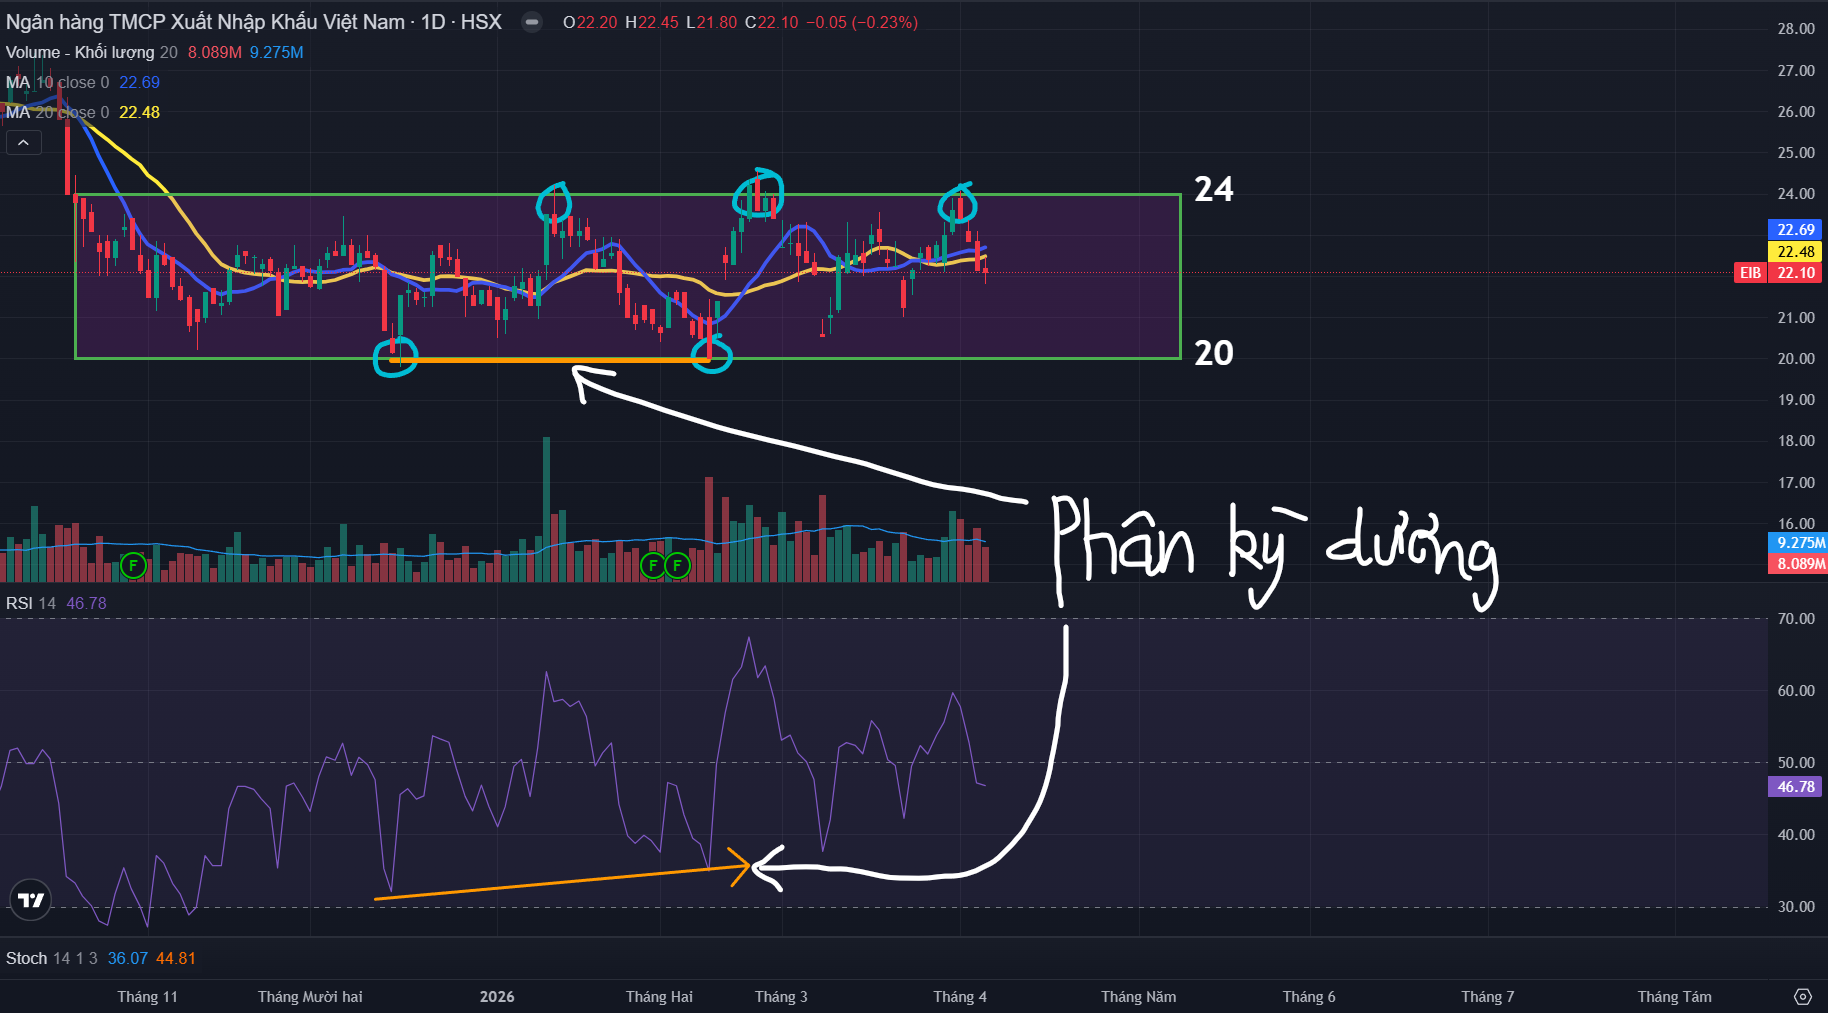 Ngân hàng TMCP Xuất Nhập Khẩu Việt Nam · 1D · HSX O22.20 H22.45 L21.80 C22.10 −0.05 (−0.23%)
Volume - Khối lượng 20 8.089M 9.275M
MA 10 close 0 22.69
MA 20 close 0 22.48
28.00
27.00
26.00
25.00
24.00
22.69
22.48
EIB 22.10
21.00
20.00
19.00
18.00
17.00
16.00
9.275M
8.089M
24
20
Phân kỳ dương
F
F
F
RSI 14 46.78
70.00
60.00
50.00
46.78
40.00
30.00
Stoch 14 1 3 36.07 44.81
Tháng 11 Tháng Mười hai 2026 Tháng Hai Tháng 3 Tháng 4 Tháng Năm Tháng 6 Tháng 7 Tháng Tám